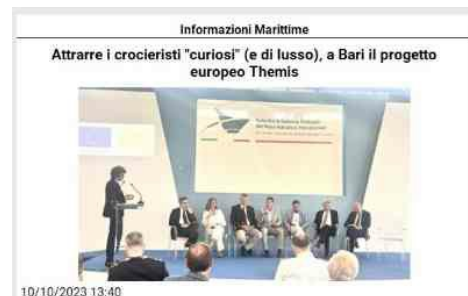 Informazioni Marittime
Attrarre i crocieristi "curiosi" (e di lusso), a Bari il progetto
europeo Themis
10/10/2023 13:40